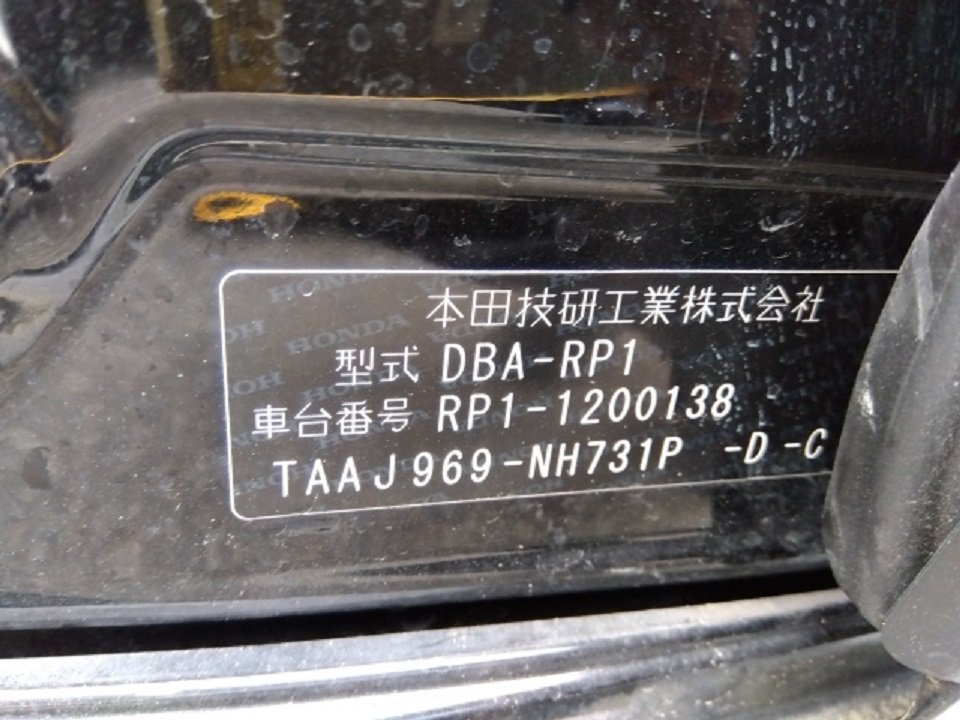 本田技研工業株式会社
型式 DBA-RP1
車台番号 RP1-1200138
TAAJ969-NH731P -D -C